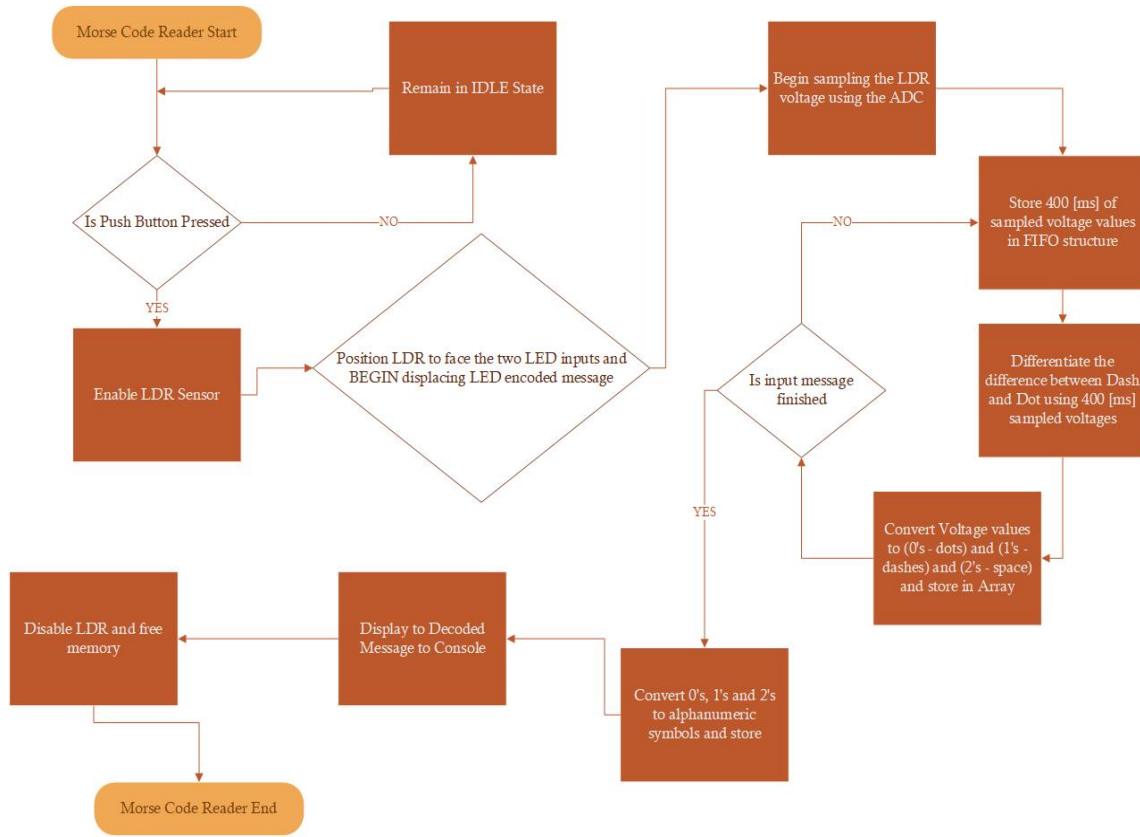 Morse Code Reader Start
Remain in IDLE State
Is Push Button Pressed
NO
YES
Enable LDR Sensor
Position LDR to face the two LED inputs and
BEGIN displacing LED encoded message
Begin sampling the LDR
voltage using the ADC
Store 400 [ms] of
sampled voltage values
in FIFO structure
Differentiate the
difference between Dash
and Dot using 400 [ms]
sampled voltages
Convert Voltage values
to (0's - dots) and (1's -
dashes) and (2's - space)
and store in Array
Is input message
finished
NO
YES
Convert 0's, 1's and 2's
to alphanumeric
symbols and store
Display to Decoded
Message to Console
Disable LDR and free
memory
Morse Code Reader End